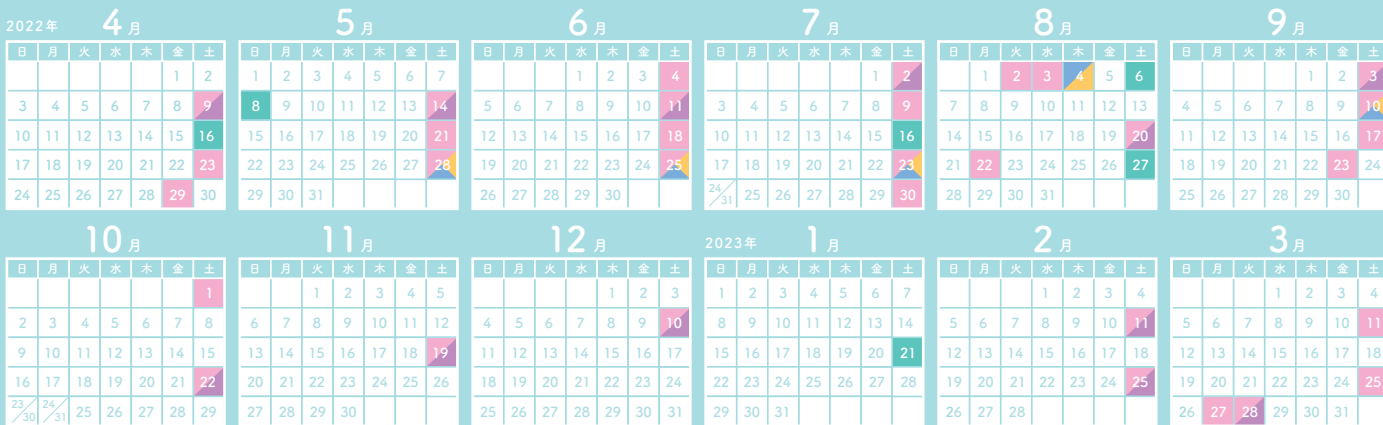 2022年 4月
日 月 火 水 木 金 土
1 2
3 4 5 6 7 8 9
10 11 12 13 14 15 16
17 18 19 20 21 22 23
24 25 26 27 28 29 30
5月
日 月 火 水 木 金 土
1 2 3 4 5 6 7
8 9 10 11 12 13 14
15 16 17 18 19 20 21
22 23 24 25 26 27 28
29 30 31
6月
日 月 火 水 木 金 土
1 2 3 4
5 6 7 8 9 10 11
12 13 14 15 16 17 18
19 20 21 22 23 24 25
26 27 28 29 30
7月
日 月 火 水 木 金 土
1 2
3 4 5 6 7 8 9
10 11 12 13 14 15 16
17 18 19 20 21 22 23
24/31 25 26 27 28 29 30
8月
日 月 火 水 木 金 土
1 2 3 4 5 6
7 8 9 10 11 12 13
14 15 16 17 18 19 20
21 22 23 24 25 26 27
28 29 30 31
9月
日 月 火 水 木 金 土
1 2 3
4 5 6 7 8 9 10
11 12 13 14 15 16 17
18 19 20 21 22 23 24
25 26 27 28 29 30
10月
日 月 火 水 木 金 土
1
2 3 4 5 6 7 8
9 10 11 12 13 14 15
16 17 18 19 20 21 22
23/30 24/31 25 26 27 28 29
11月
日 月 火 水 木 金 土
1 2 3 4 5
6 7 8 9 10 11 12
13 14 15 16 17 18 19
20 21 22 23 24 25 26
27 28 29 30
12月
日 月 火 水 木 金 土
1 2 3
4 5 6 7 8 9 10
11 12 13 14 15 16 17
18 19 20 21 22 23 24
25 26 27 28 29 30 31
2023年 1月
日 月 火 水 木 金 土
1 2 3 4 5 6 7
8 9 10 11 12 13 14
15 16 17 18 19 20 21
22 23 24 25 26 27 28
29 30 31
2月
日 月 火 水 木 金 土
1 2 3 4
5 6 7 8 9 10 11
12 13 14 15 16 17 18
19 20 21 22 23 24 25
26 27 28
3月
日 月 火 水 木 金 土
1 2 3 4
5 6 7 8 9 10 11
12 13 14 15 16 17 18
19 20 21 22 23 24 25
26 27 28 29 30 31